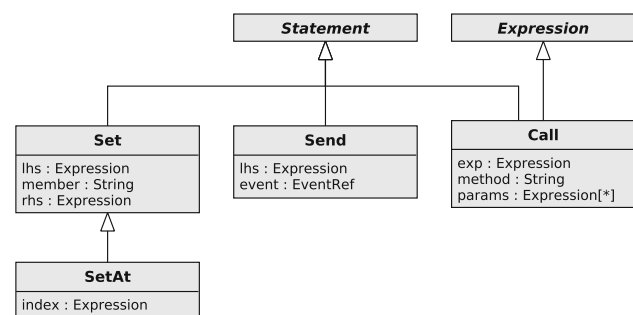 Statement
Expression
Set
lhs : Expression
member : String
rhs : Expression
Send
lhs : Expression
event : EventRef
Call
exp : Expression
method : String
params : Expression[*]
SetAt
index : Expression